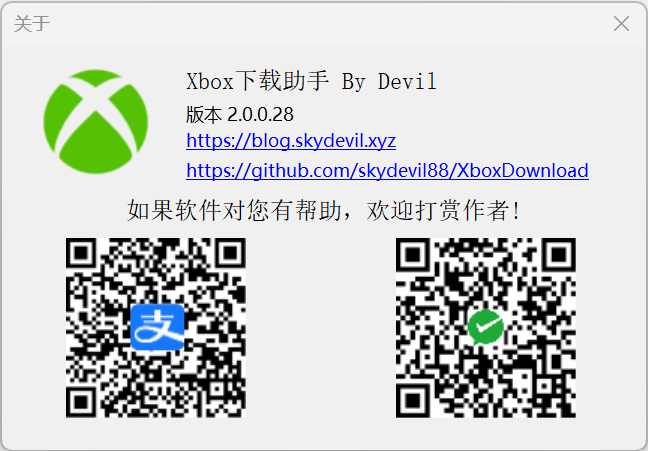 关于
Xbox下载助手 By Devil
版本 2.0.0.28
https://blog.skydevil.xyz
https://github.com/skydevil88/XboxDownload
如果软件对您有帮助，欢迎打赏作者!
支